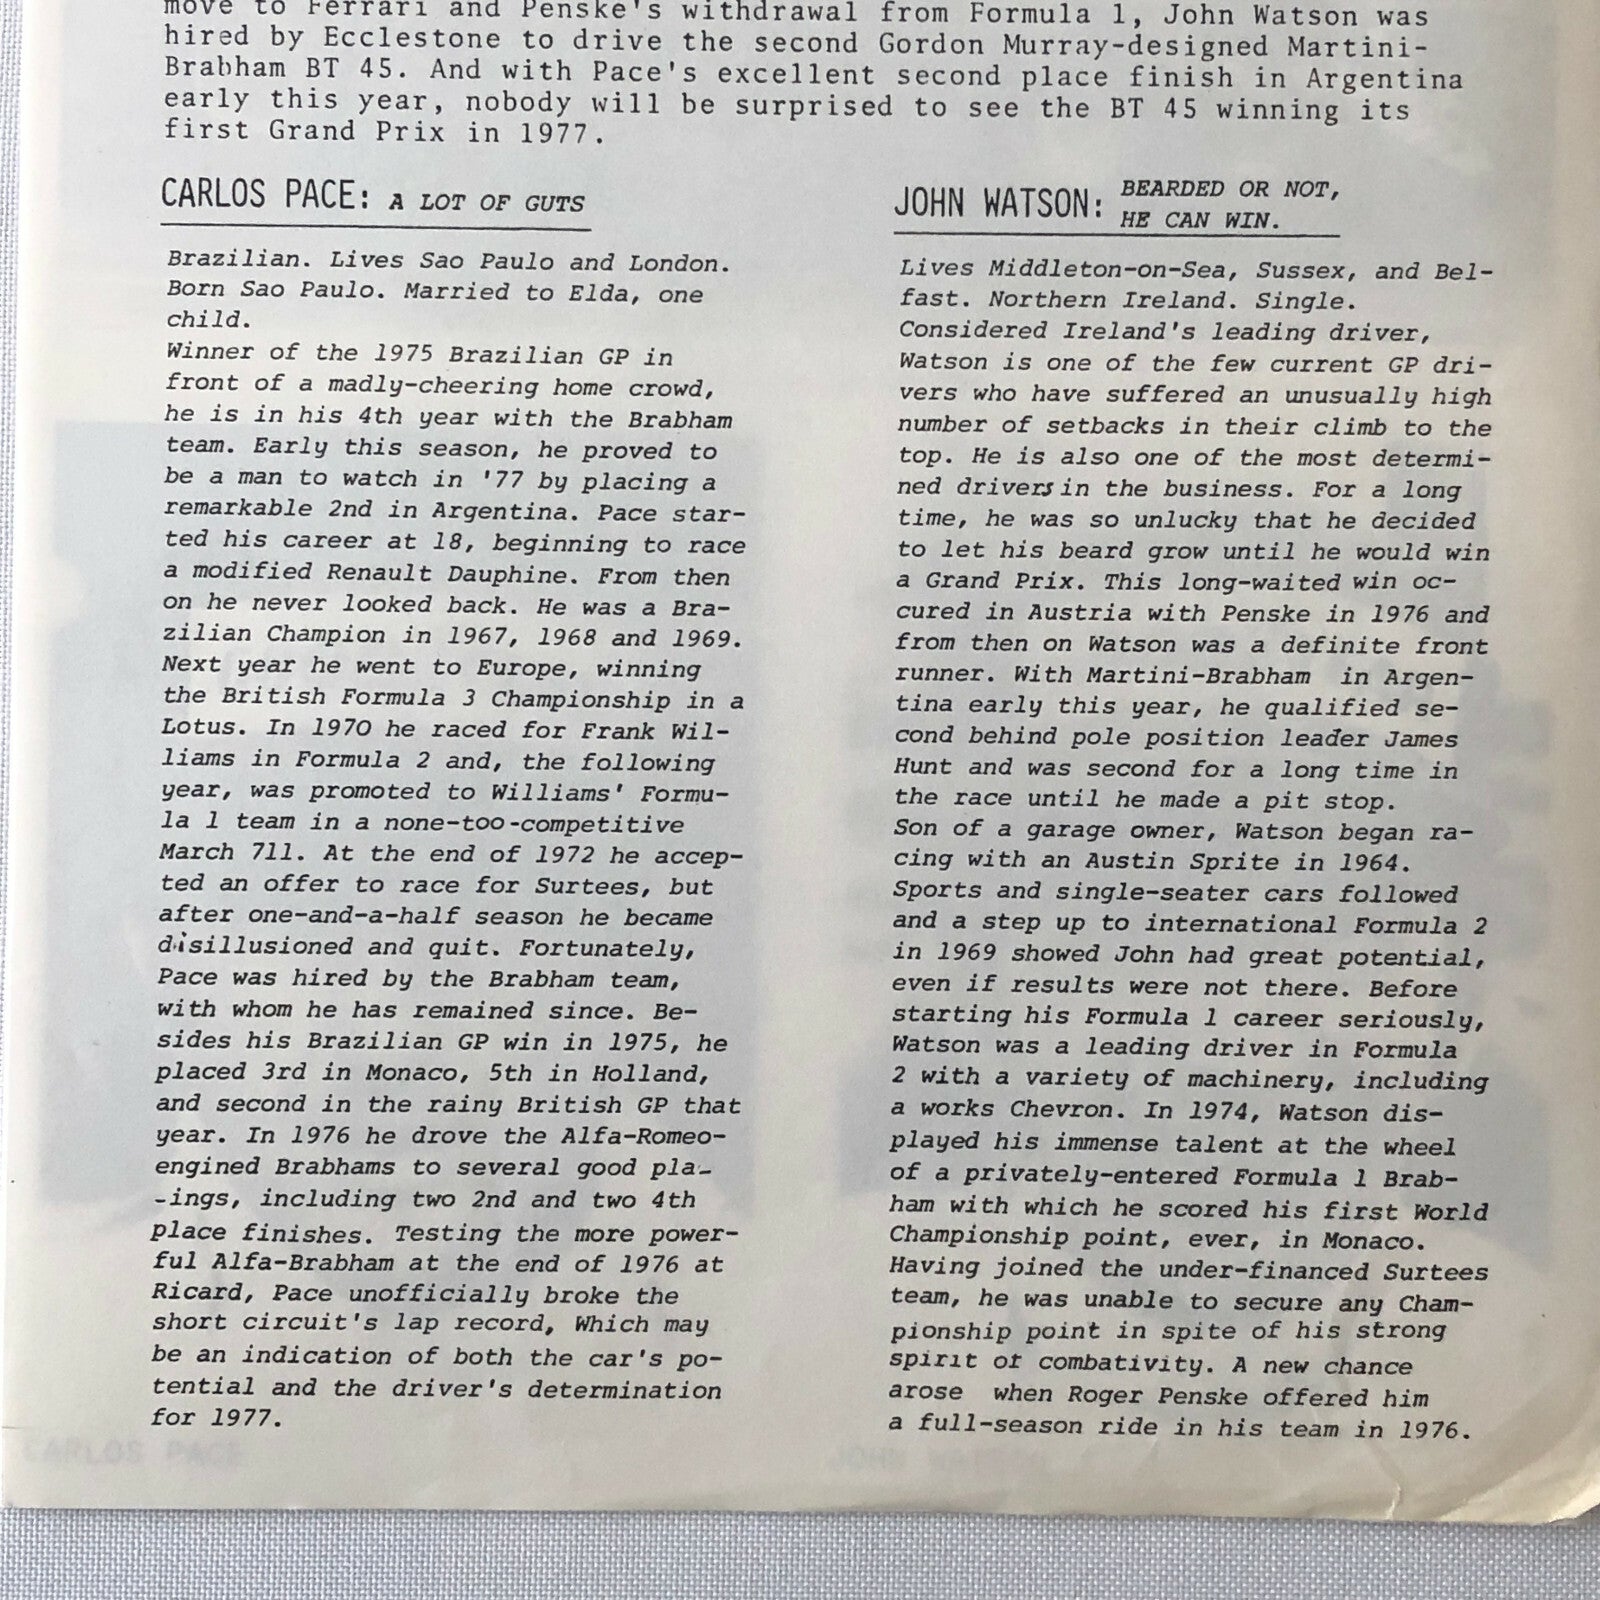 move to Ferrari and Penske's withdrawal from Formula 1, John Watson was
hired by Ecclestone to drive the second Gordon Murray-designed Martini-
Brabham BT 45. And with Pace's excellent second place finish in Argentina
early this year, nobody will be surprised to see the BT 45 winning its
first Grand Prix in 1977.
CARLOS PACE: A LOT OF GUTS
Brazilian. Lives Sao Paulo and London.
Born Sao Paulo. Married to Elda, one
child.
Winner of the 1975 Brazilian GP in
front of a madly-cheering home crowd,
he is in his 4th year with the Brabham
team. Early this season, he proved to
be a man to watch in '77 by placing a
remarkable 2nd in Argentina. Pace star-
ted his career at 18, beginning to race
a modified Renault Dauphine. From then
on he never looked back. He was a Bra-
zilian Champion in 1967, 1968 and 1969.
Next year he went to Europe, winning
the British Formula 3 Championship in a
Lotus. In 1970 he raced for Frank Wil-
liams in Formula 2 and, the following
year, was promoted to Williams' Formu-
la 1 team in a none-too-competitive
March 711. At the end of 1972 he accep-
ted an offer to race for Surtees, but
after one-and-a-half season he became
disillusioned and quit. Fortunately,
Pace was hired by the Brabham team,
with whom he has remained since. Be-
sides his Brazilian GP win in 1975, he
placed 3rd in Monaco, 5th in Holland,
and second in the rainy British GP that
year. In 1976 he drove the Alfa-Romeo-
engined Brabhams to several good pla-
-ings, including two 2nd and two 4th
place finishes. Testing the more power-
ful Alfa-Brabham at the end of 1976 at
Ricard, Pace unofficially broke the
short circuit's lap record, Which may
be an indication of both the car's po-
tential and the driver's determination
for 1977.
JOHN WATSON: BEARDED OR NOT,
HE CAN WIN.
Lives Middleton-on-Sea, Sussex, and Bel-
fast. Northern Ireland. Single.
Considered Ireland's leading driver,
Watson is one of the few current GP dri-
vers who have suffered an unusually high
number of setbacks in their climb to the
top. He is also one of the most determi-
ned drivers in the business. For a long
time, he was so unlucky that he decided
to let his beard grow until he would win
a Grand Prix. This long-waited win oc-
cured in Austria with Penske in 1976 and
from then on Watson was a definite front
runner. With Martini-Brabham in Argen-
tina early this year, he qualified se-
cond behind pole position leader James
Hunt and was second for a long time in
the race until he made a pit stop.
Son of a garage owner, Watson began ra-
cing with an Austin Sprite in 1964.
Sports and single-seater cars followed
and a step up to international Formula 2
in 1969 showed John had great potential,
even if results were not there. Before
starting his Formula 1 career seriously,
Watson was a leading driver in Formula
2 with a variety of machinery, including
a works Chevron. In 1974, Watson dis-
played his immense talent at the wheel
of a privately-entered Formula 1 Brab-
ham with which he scored his first World
Championship point, ever, in Monaco.
Having joined the under-financed Surtees
team, he was unable to secure any Cham-
pionship point in spite of his strong
spirit of combativity. A new chance
arose when Roger Penske offered him
a full-season ride in his team in 1976.
CARLOS PACE
JOHN